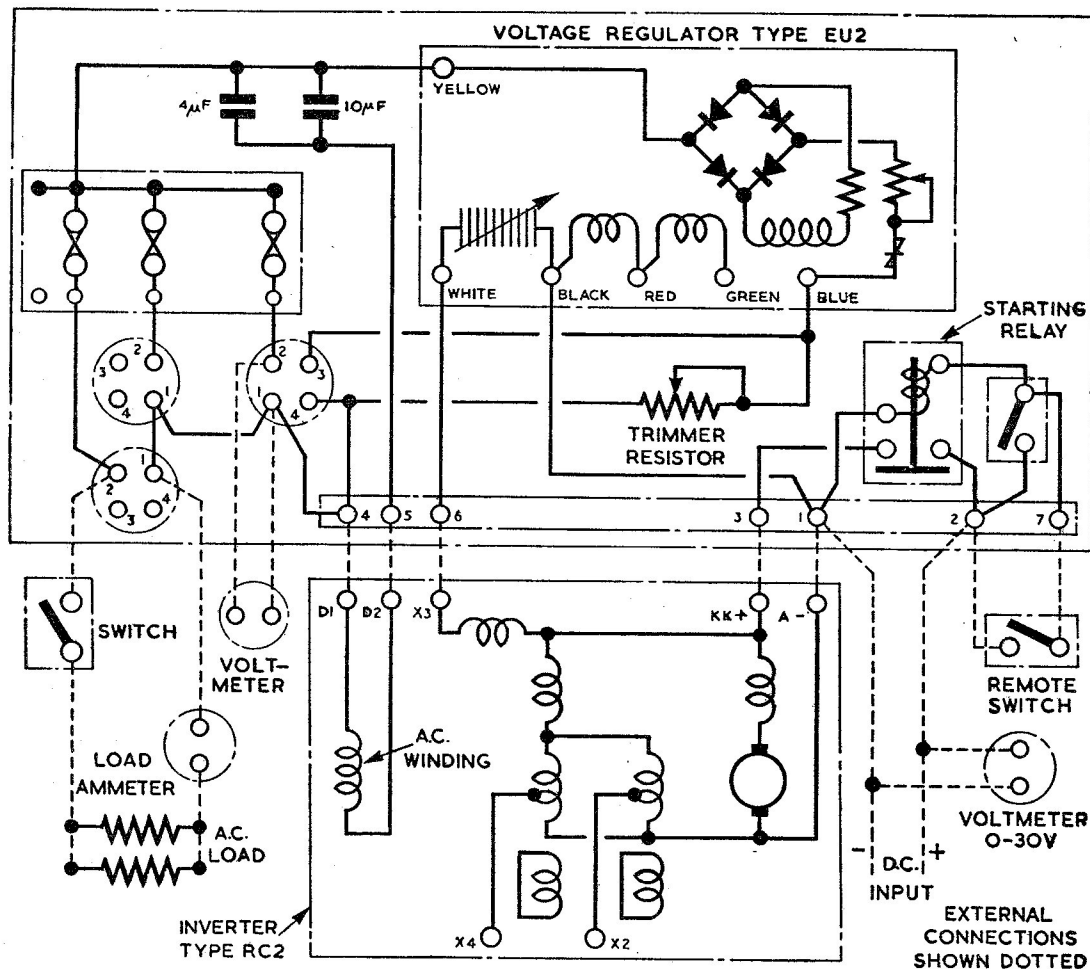 VOLTAGE REGULATOR TYPE EU2
YELLOW
4μF
10μF
WHITE
BLACK
RED
GREEN
BLUE
STARTING
RELAY
2
3
1
4
2
3
1
4
TRIMMER
RESISTOR
1
2
4
3
4
5
6
3
1
2
7
D1
D2
X3
KK+
A-
SWITCH
VOLT-
METER
REMOTE
SWITCH
A.C.
WINDING
LOAD
AMMETER
A.C.
LOAD
VOLTMETER
0-30V
- +
D.C.
INPUT
INVERTER
TYPE RC2
X4
X2
EXTERNAL
CONNECTIONS
SHOWN DOTTED